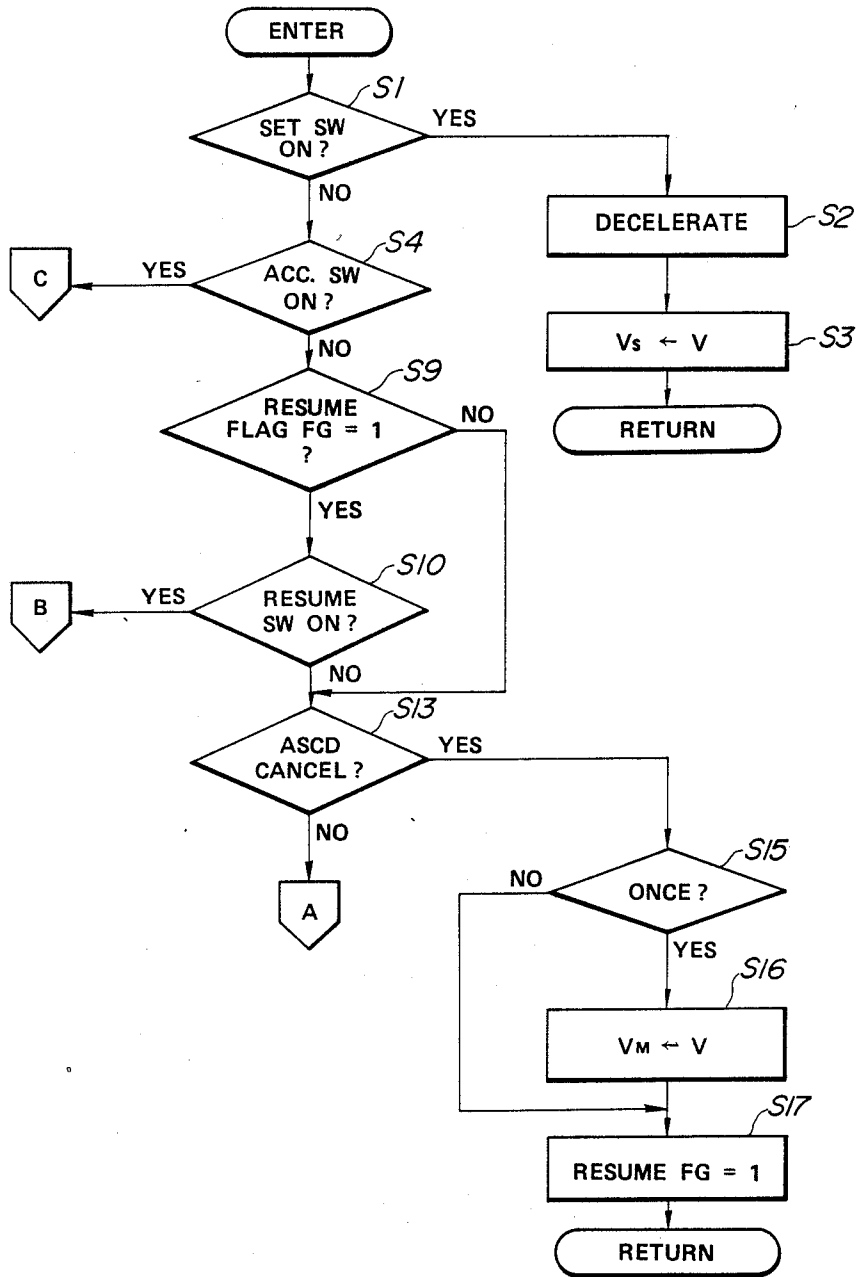 ENTER
S1
SET SW
ON ?
YES
NO
DECELERATE
S2
S4
C
YES
ACC. SW
ON ?
NO
Vs ← V
S3
S9
RESUME
FLAG FG = 1
?
NO
YES
RETURN
S10
B
YES
RESUME
SW ON ?
NO
S13
ASCD
CANCEL ?
YES
NO
A
S15
NO
ONCE ?
YES
S16
VM ← V
S17
RESUME FG = 1
RETURN